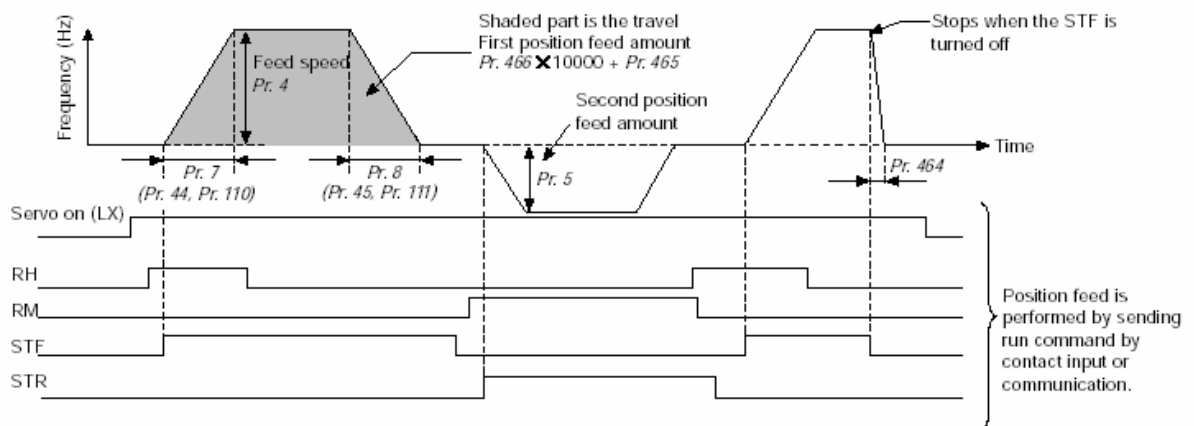 Frequency (Hz)
Feed speed
Pr. 4
Shaded part is the travel
First position feed amount
Pr. 466 ✕ 10000 + Pr. 465
Second position
feed amount
Stops when the STF is
turned off
Time
Pr. 7
(Pr. 44, Pr. 110)
Pr. 8
(Pr. 45, Pr. 111)
Pr. 5
Pr. 464
Servo on (LX)
RH
RM
STF
STR
Position feed is
performed by sending
run command by
contact input or
communication.